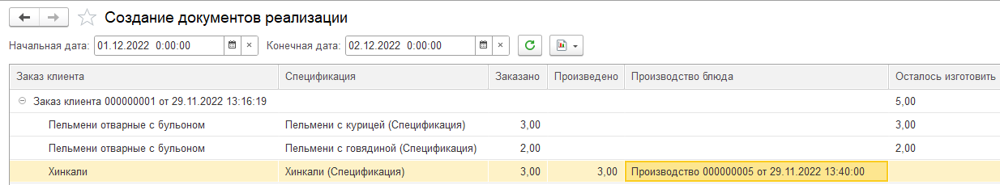 Создание документов реализации
Начальная дата: 01.12.2022 0:00:00 × Конечная дата: 02.12.2022 0:00:00 ×
Заказ клиента Спецификация Заказано Произведено Производство блюда Осталось изготовить
Заказ клиента 000000001 от 29.11.2022 13:16:19 5,00
Пельмени отварные с бульоном Пельмени с курицей (Спецификация) 3,00 3,00
Пельмени отварные с бульоном Пельмени с говядиной (Спецификация) 2,00 2,00
Хинкали Хинкали (Спецификация) 3,00 3,00 Производство 000000005 от 29.11.2022 13:40:00